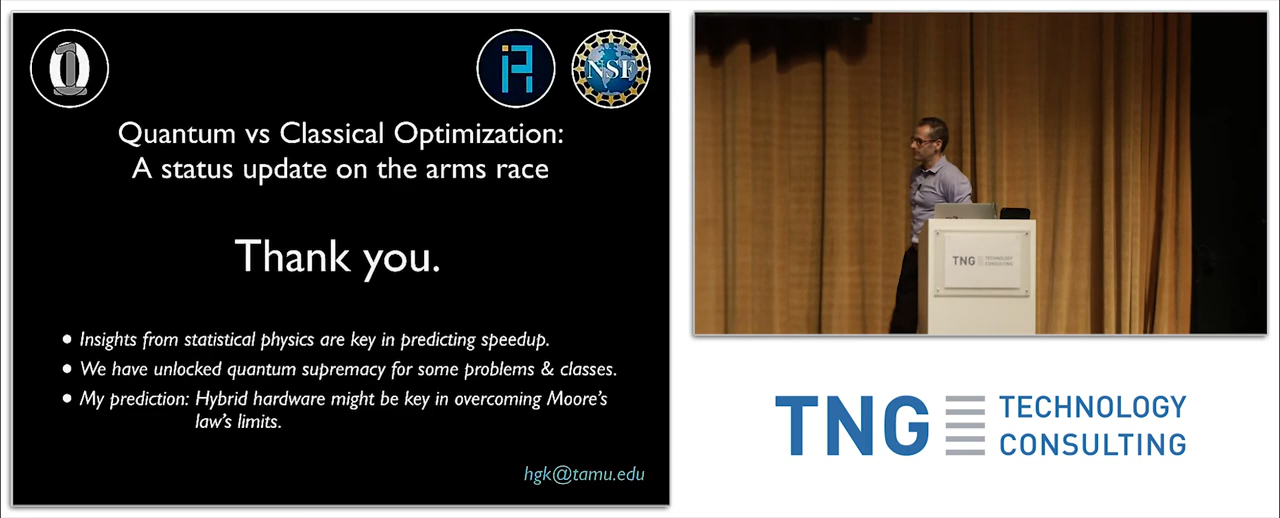 NSF
Quantum vs Classical Optimization:
A status update on the arms race
Thank you.
• Insights from statistical physics are key in predicting speedup.
• We have unlocked quantum supremacy for some problems & classes.
• My prediction: Hybrid hardware might be key in overcoming Moore's
law's limits.
hgk@tamu.edu
TNG TECHNOLOGY
CONSULTING
TNG TECHNOLOGY
CONSULTING